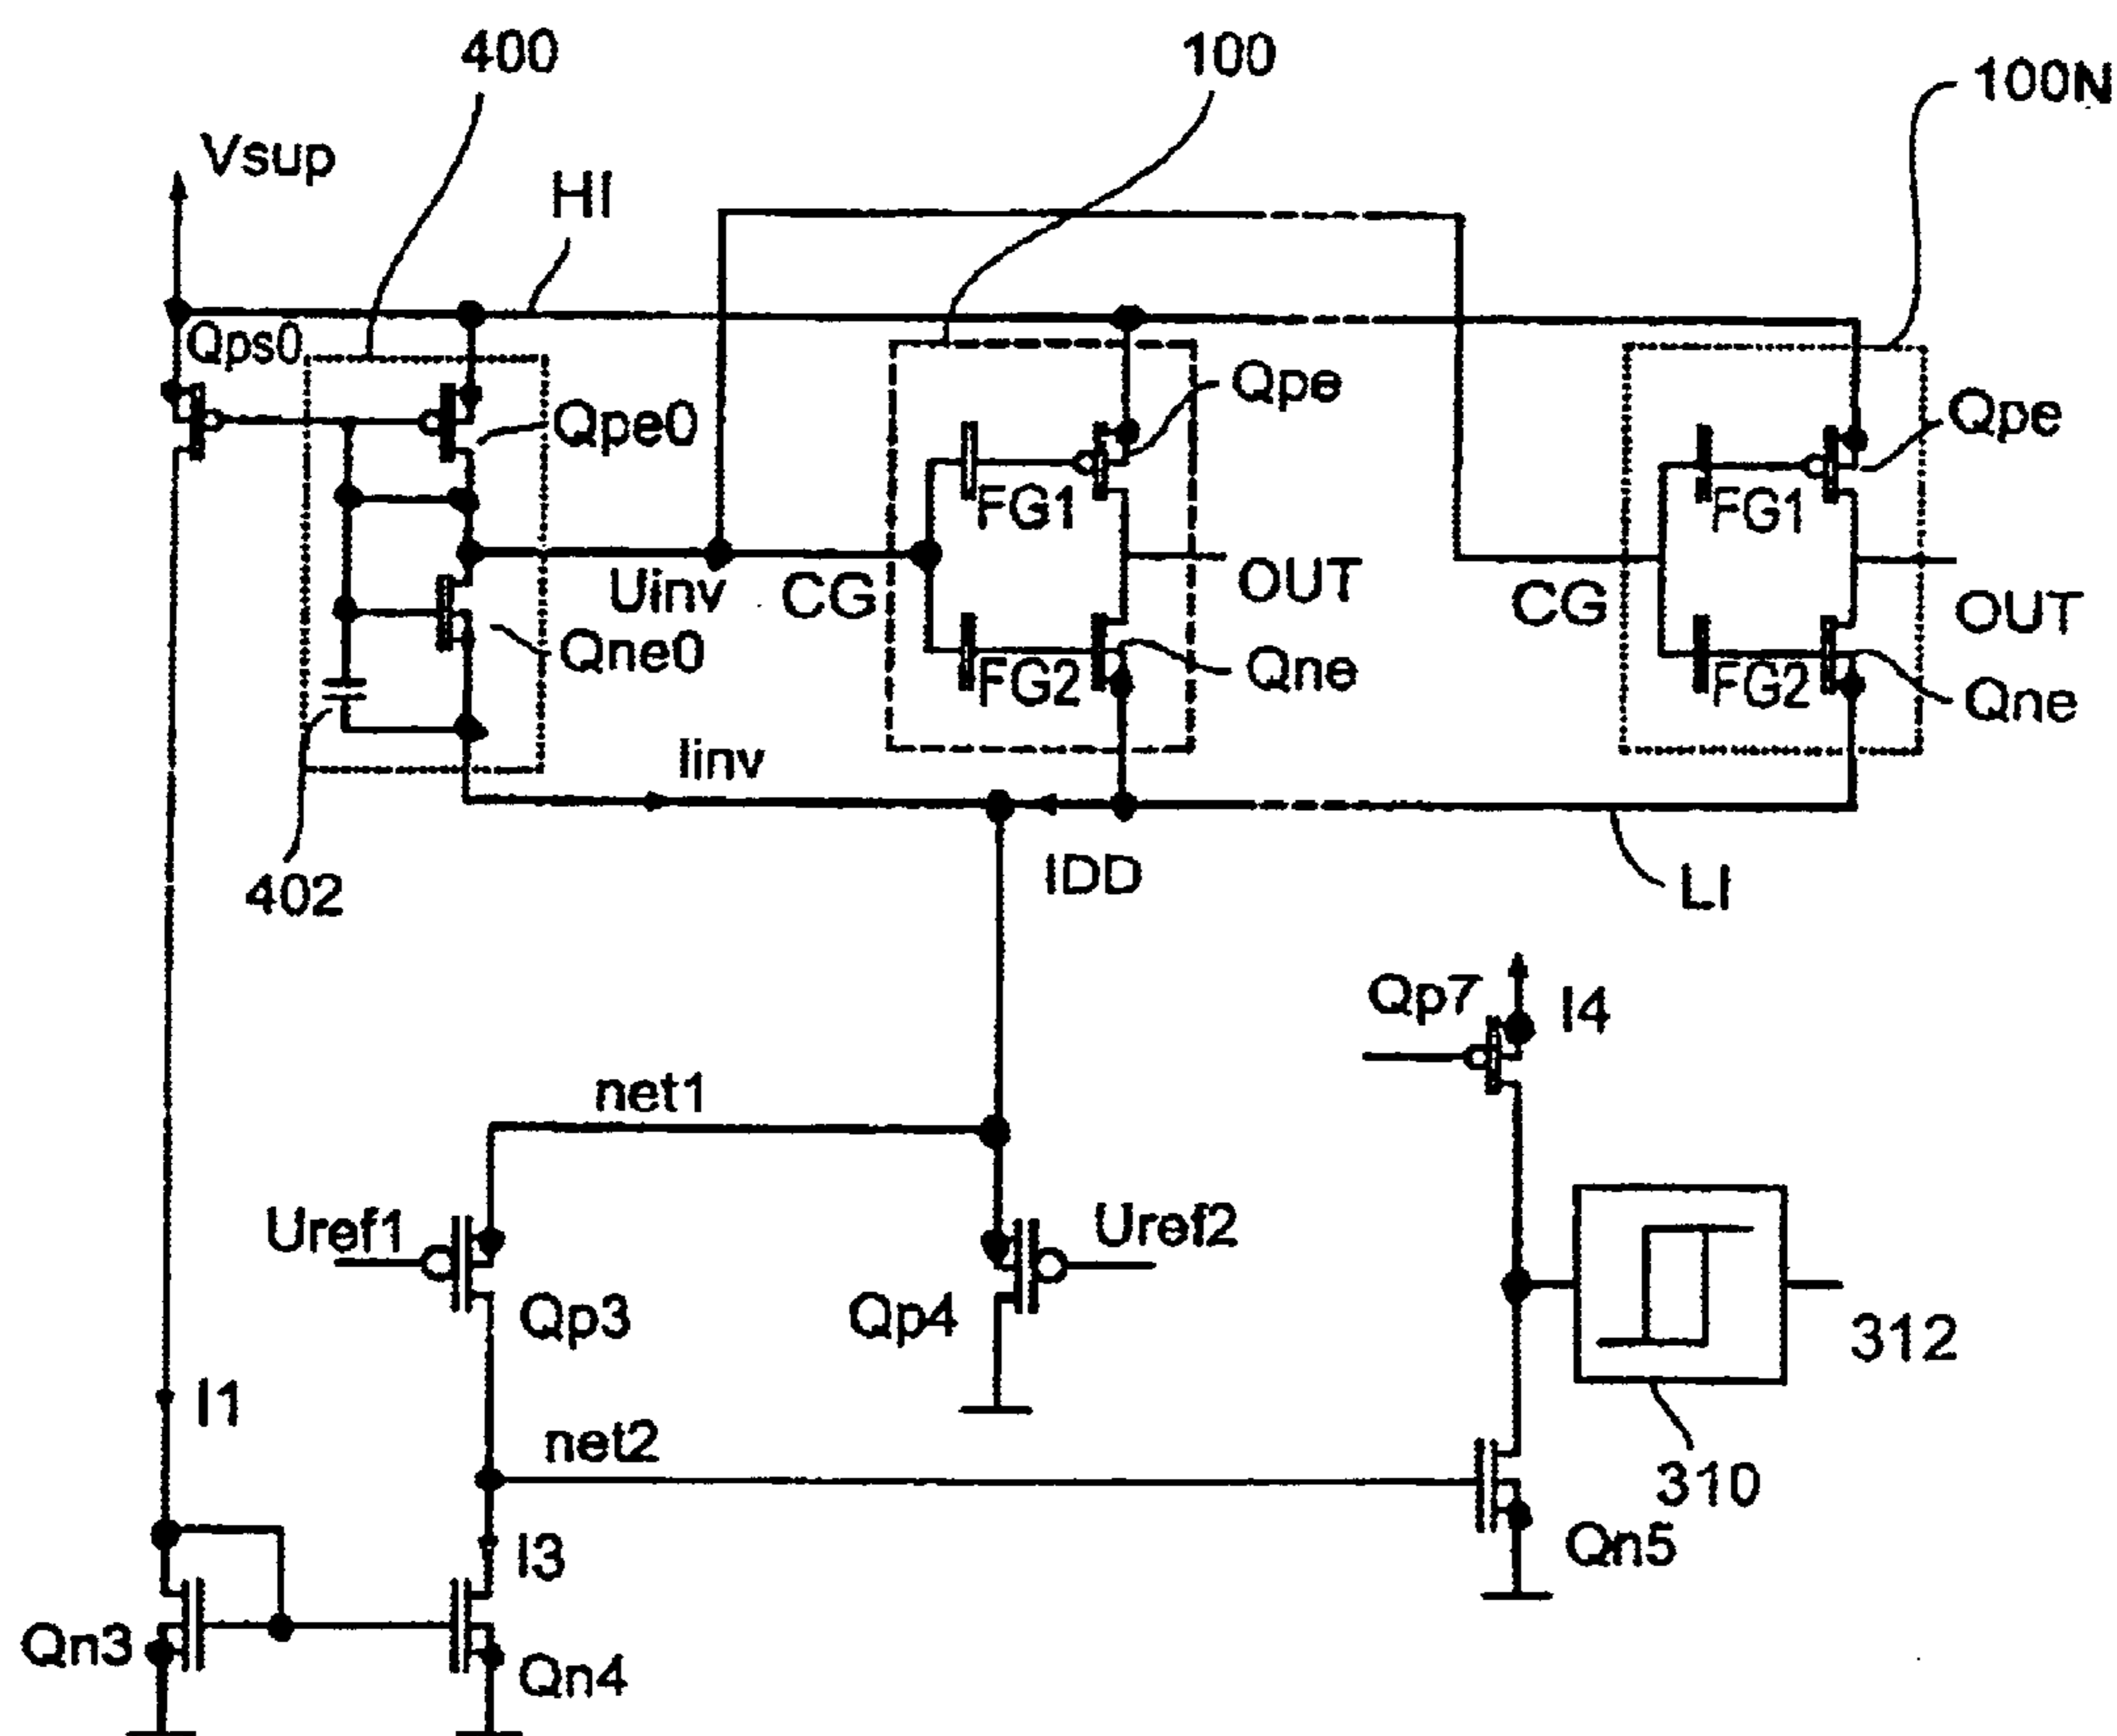 400
100
100N
Vsup
HI
Qps0
Qpe0
Qpe
Qpe
FG1
FG1
Uinv
CG
OUT
CG
OUT
Qne0
FG2
Qne
FG2
Qne
Iinv
402
IDD
LI
Qp7
I4
net1
Uref1
Uref2
Qp3
Qp4
312
I1
net2
310
I3
Qn5
Qn3
Qn4